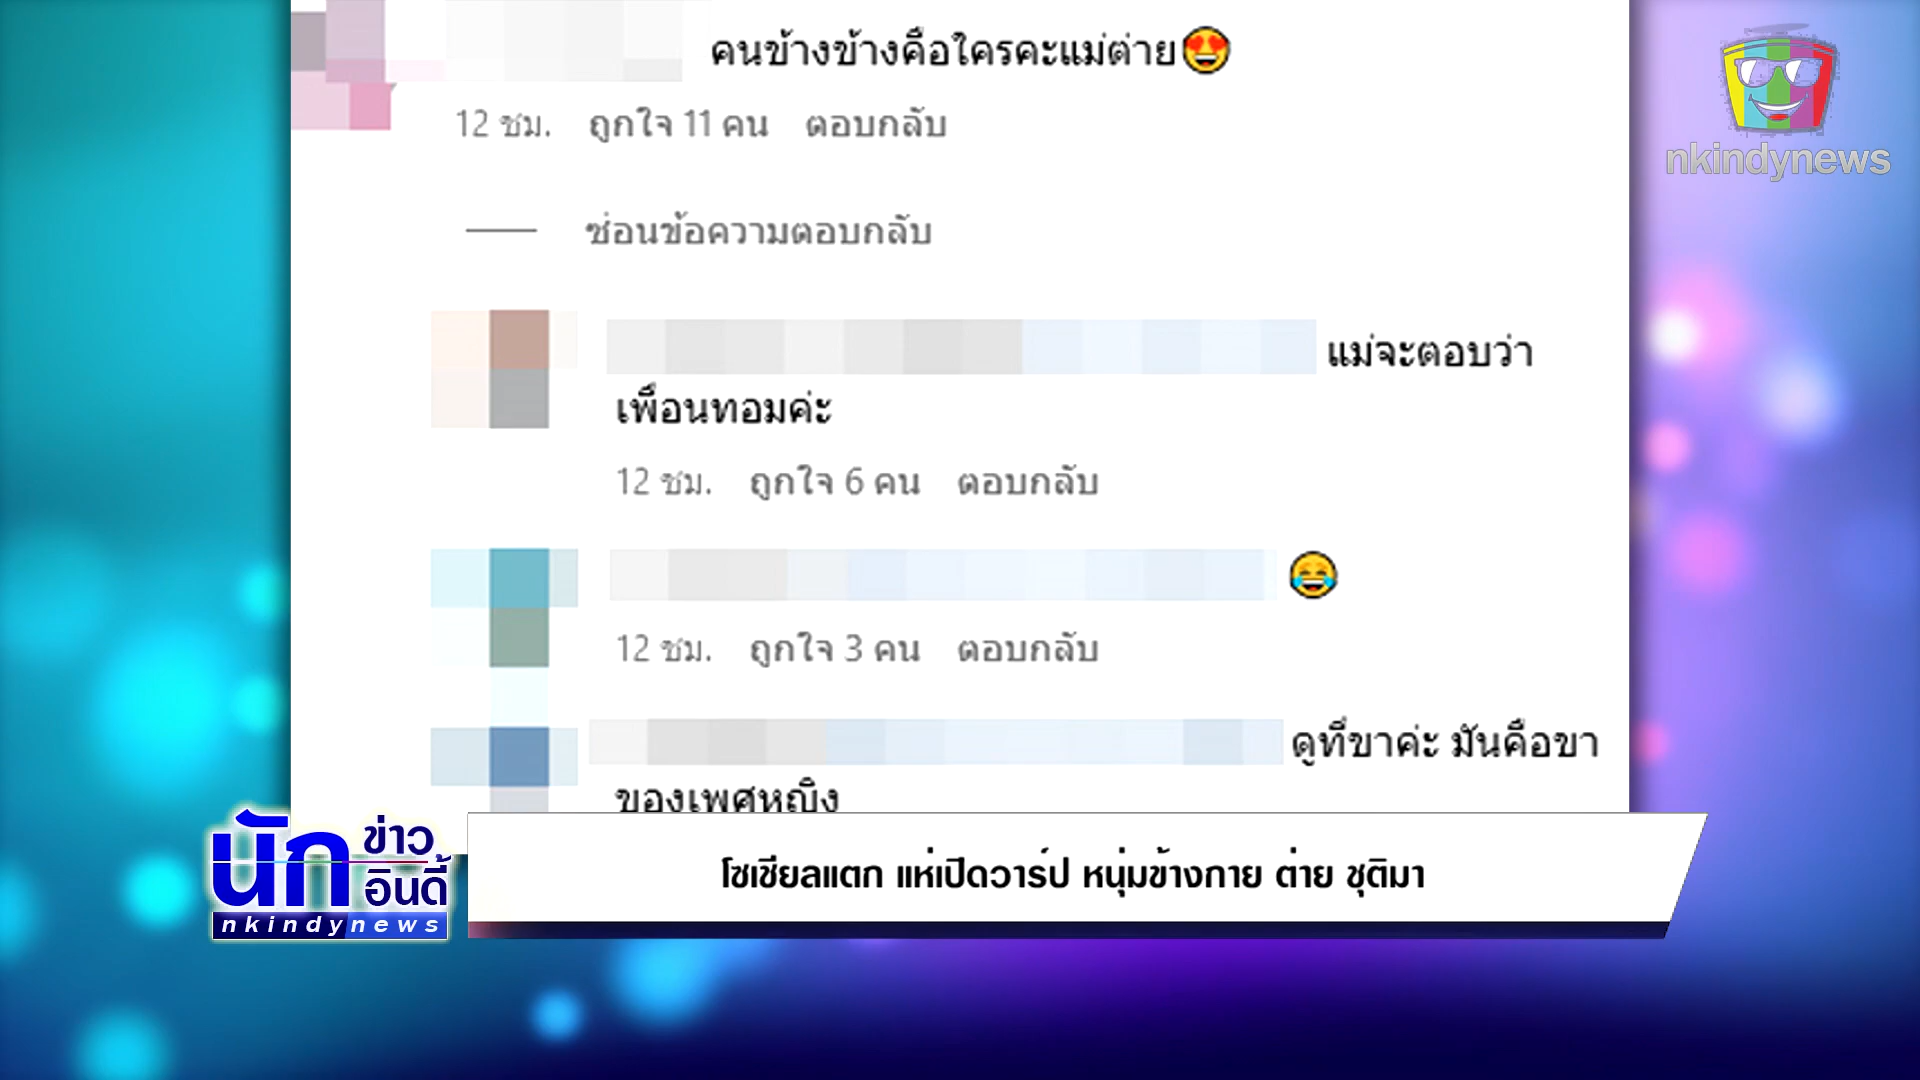 คนข้างข้างคือใครคะแม่ต่าย😍
12 ชม. ถูกใจ 11 คน ตอบกลับ
ซ่อนข้อความตอบกลับ
แม่จะตอบว่า
เพื่อนทอมค่ะ
12 ชม. ถูกใจ 6 คน ตอบกลับ
😂
12 ชม. ถูกใจ 3 คน ตอบกลับ
ดูที่ขาค่ะ มันคือขา
ของเพศหญิง
โซเชียลแตก แห่เปิดวาร์ป หนุ่มข้างกาย ต่าย ชุติมา
นักข่าวอินดี้
nkindynews
nkindynews